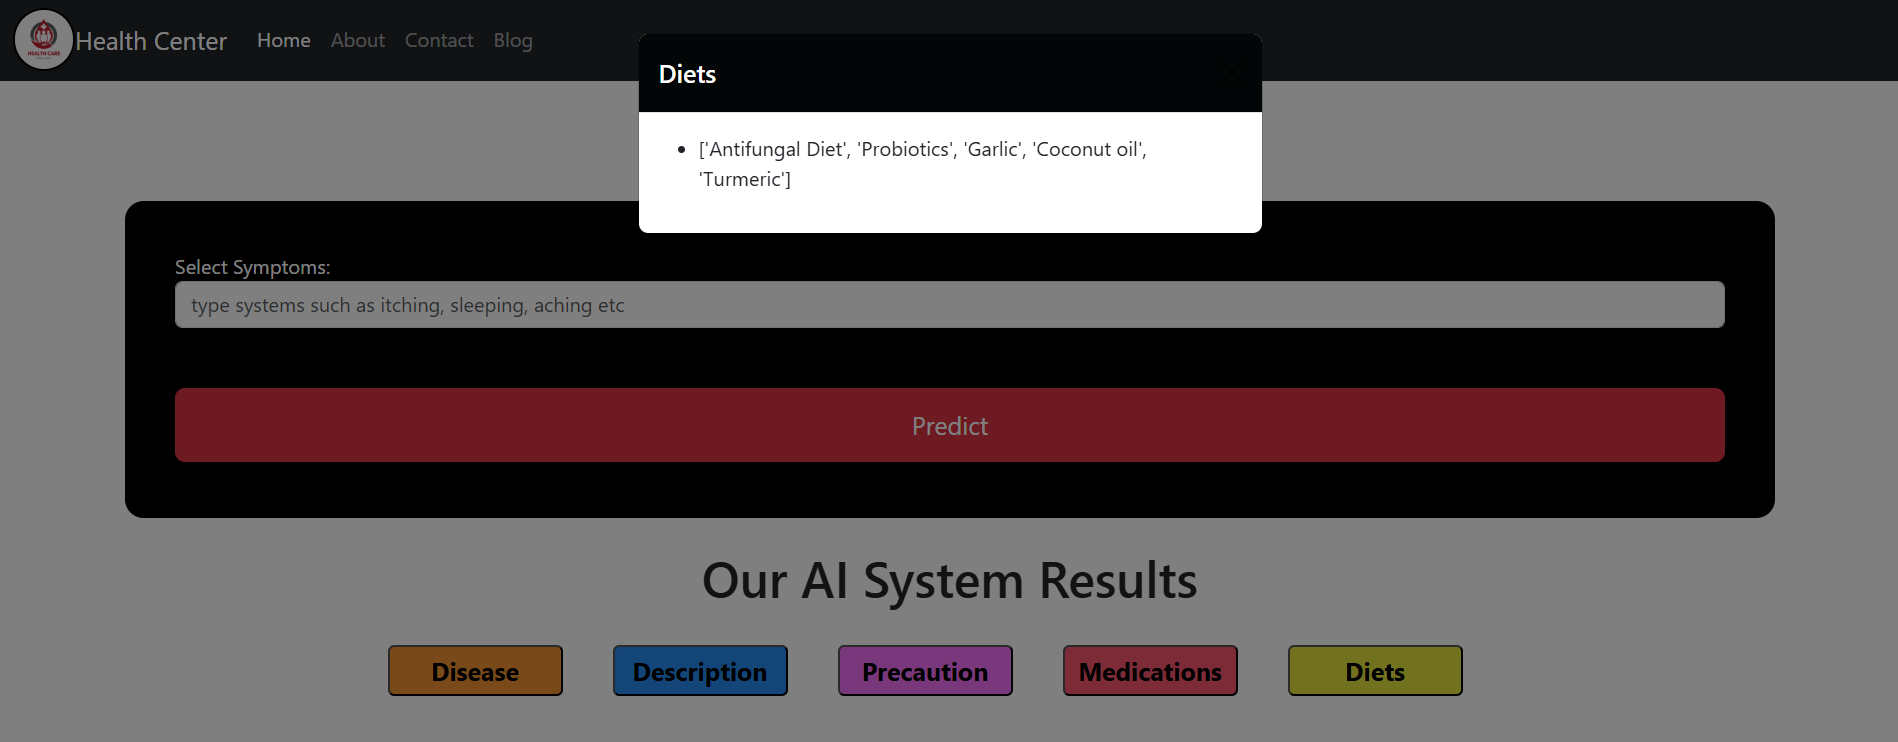 HEALTH CARE
Health Center
Home
About
Contact
Blog
Diets
['Antifungal Diet', 'Probiotics', 'Garlic', 'Coconut oil',
'Turmeric']
Select Symptoms:
type systems such as itching, sleeping, aching etc
Predict
Our AI System Results
Disease
Description
Precaution
Medications
Diets